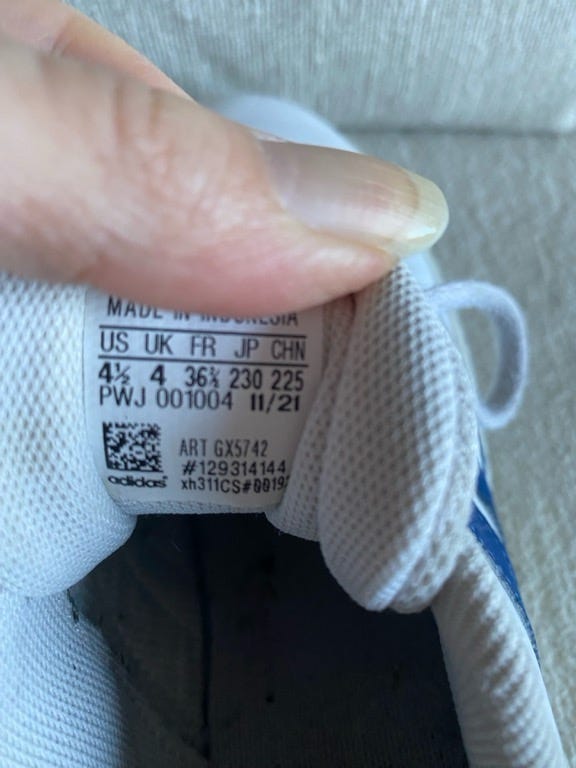 MADE IN INDONESIA
US UK FR JP CHN
4½ 4 36⅔ 230 225
PWJ 001004 11/21
ART GX5742
#129314144
adidas xh311CS#0019